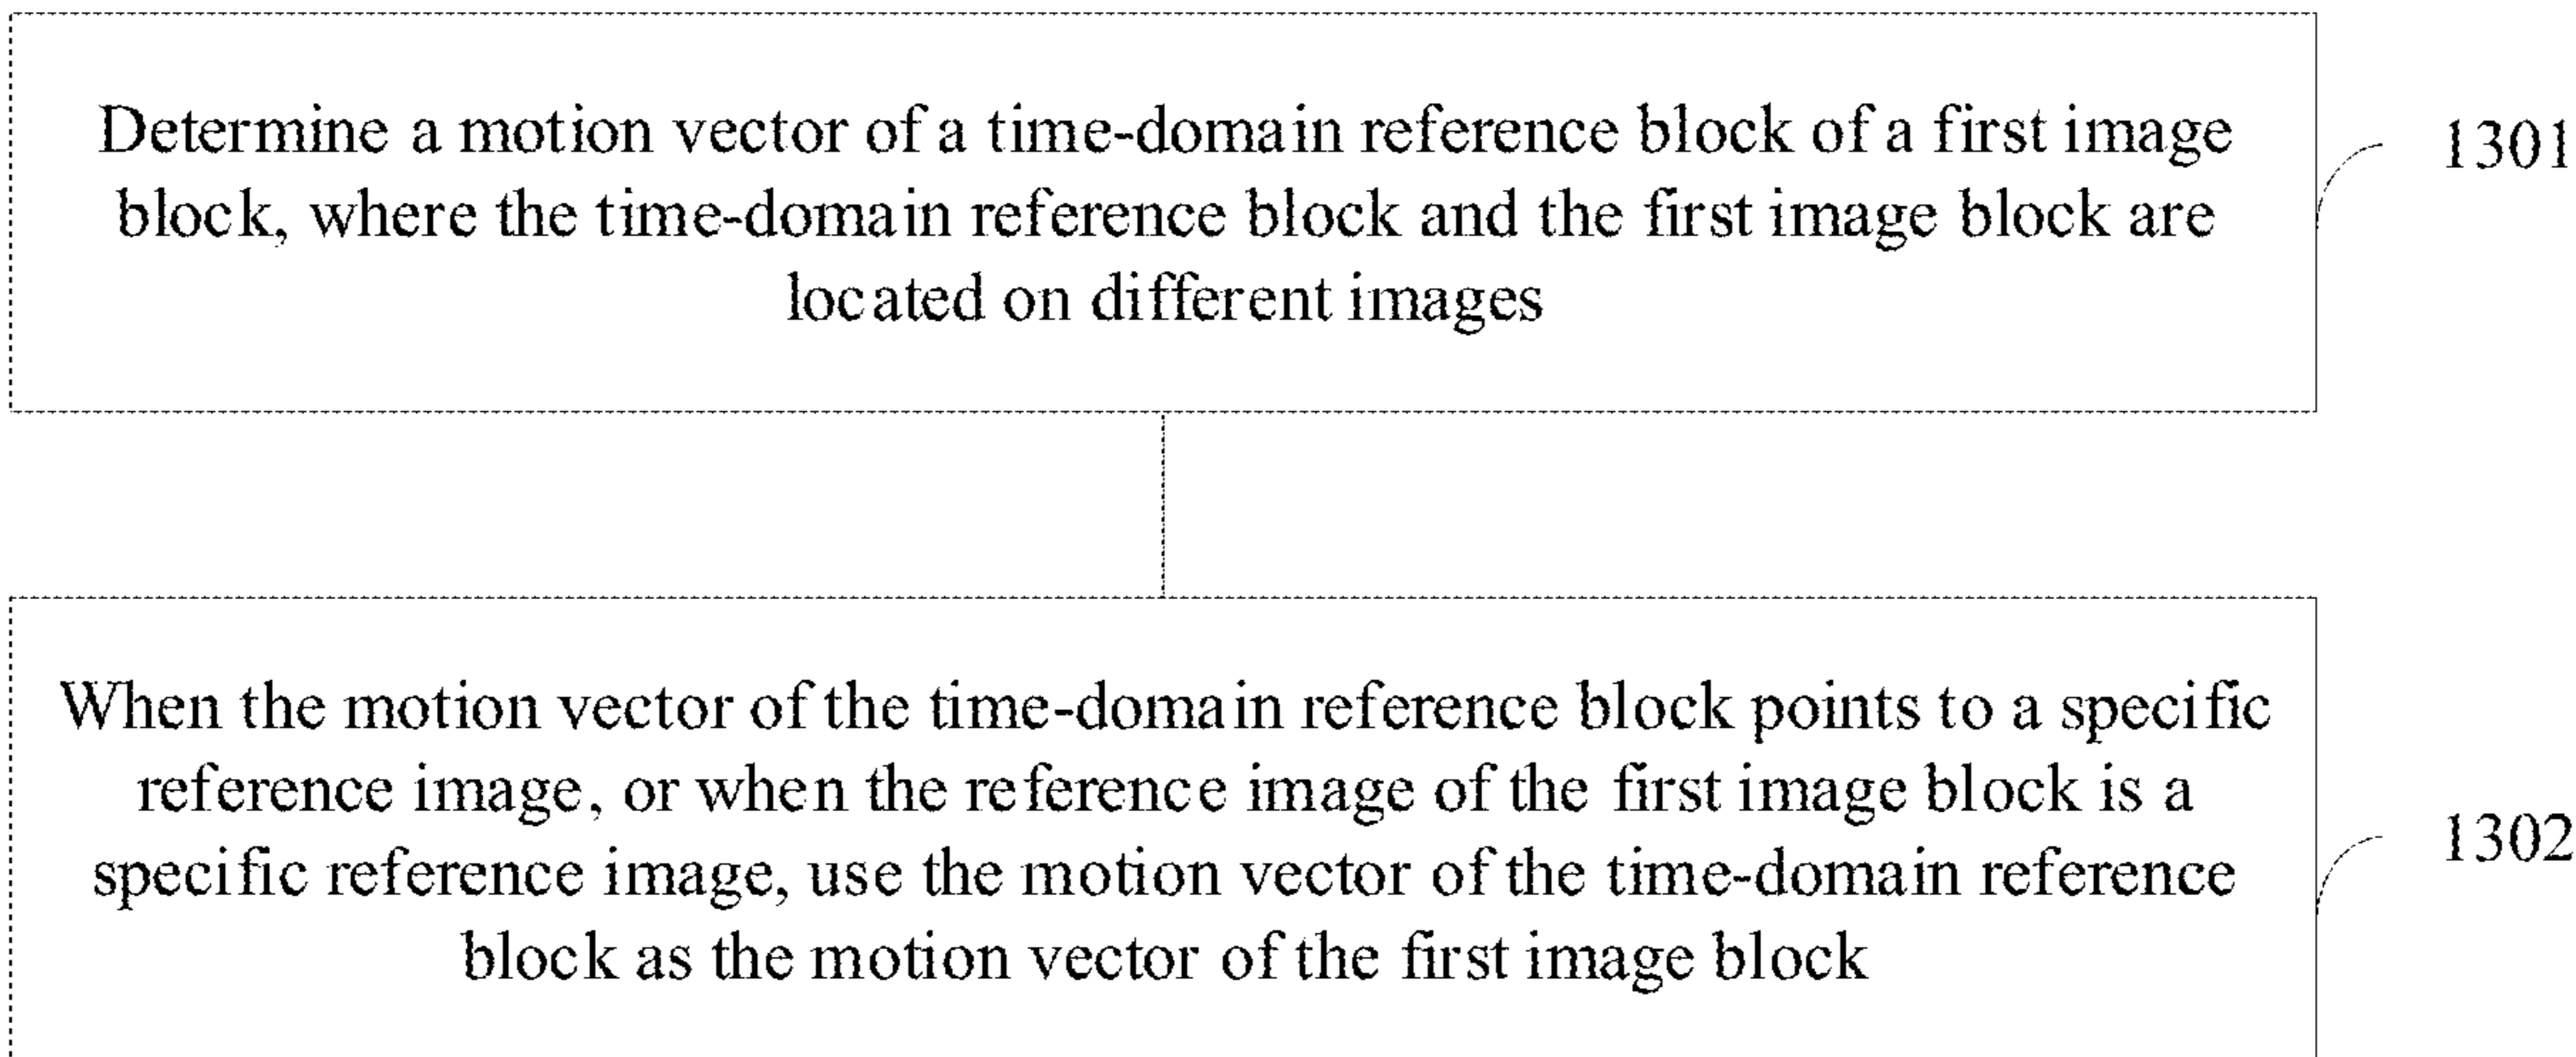 Determine a motion vector of a time-domain reference block of a first image
block, where the time-domain reference block and the first image block are
located on different images
1301
When the motion vector of the time-domain reference block points to a specific
reference image, or when the reference image of the first image block is a
specific reference image, use the motion vector of the time-domain reference
block as the motion vector of the first image block
1302